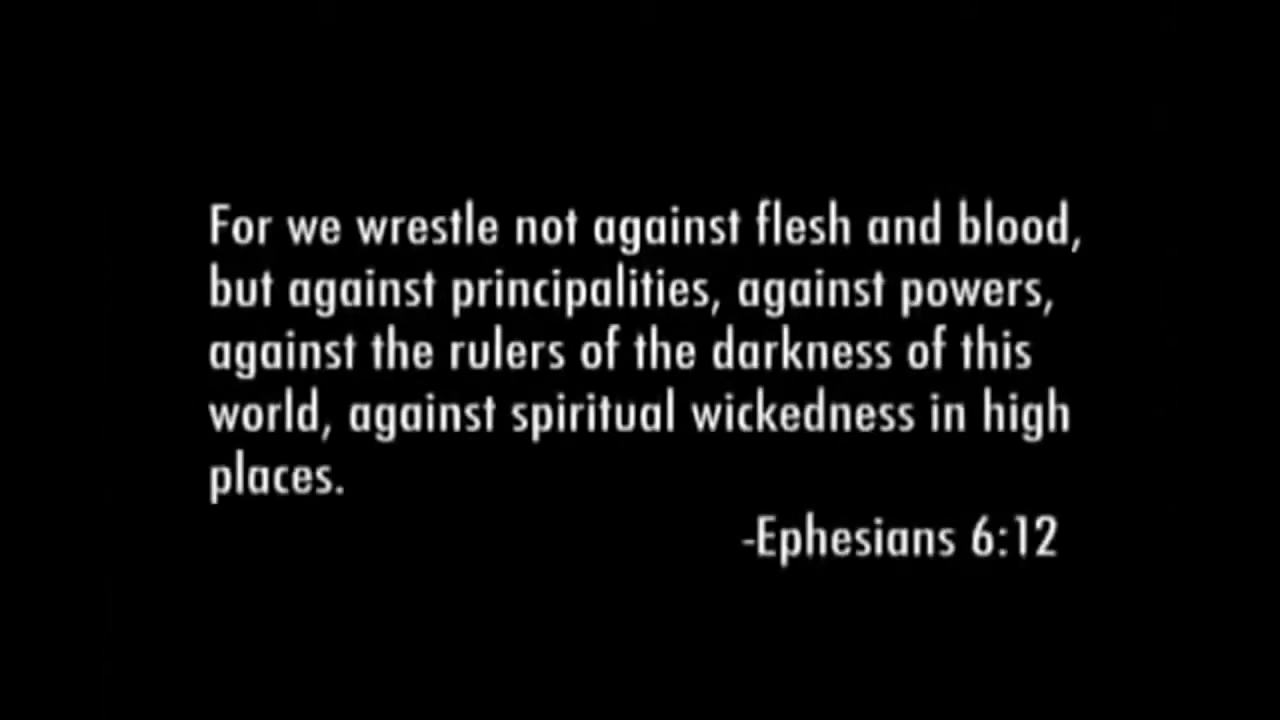 For we wrestle not against flesh and blood,
but against principalities, against powers,
against the rulers of the darkness of this
world, against spiritual wickedness in high
places.
-Ephesians 6:12